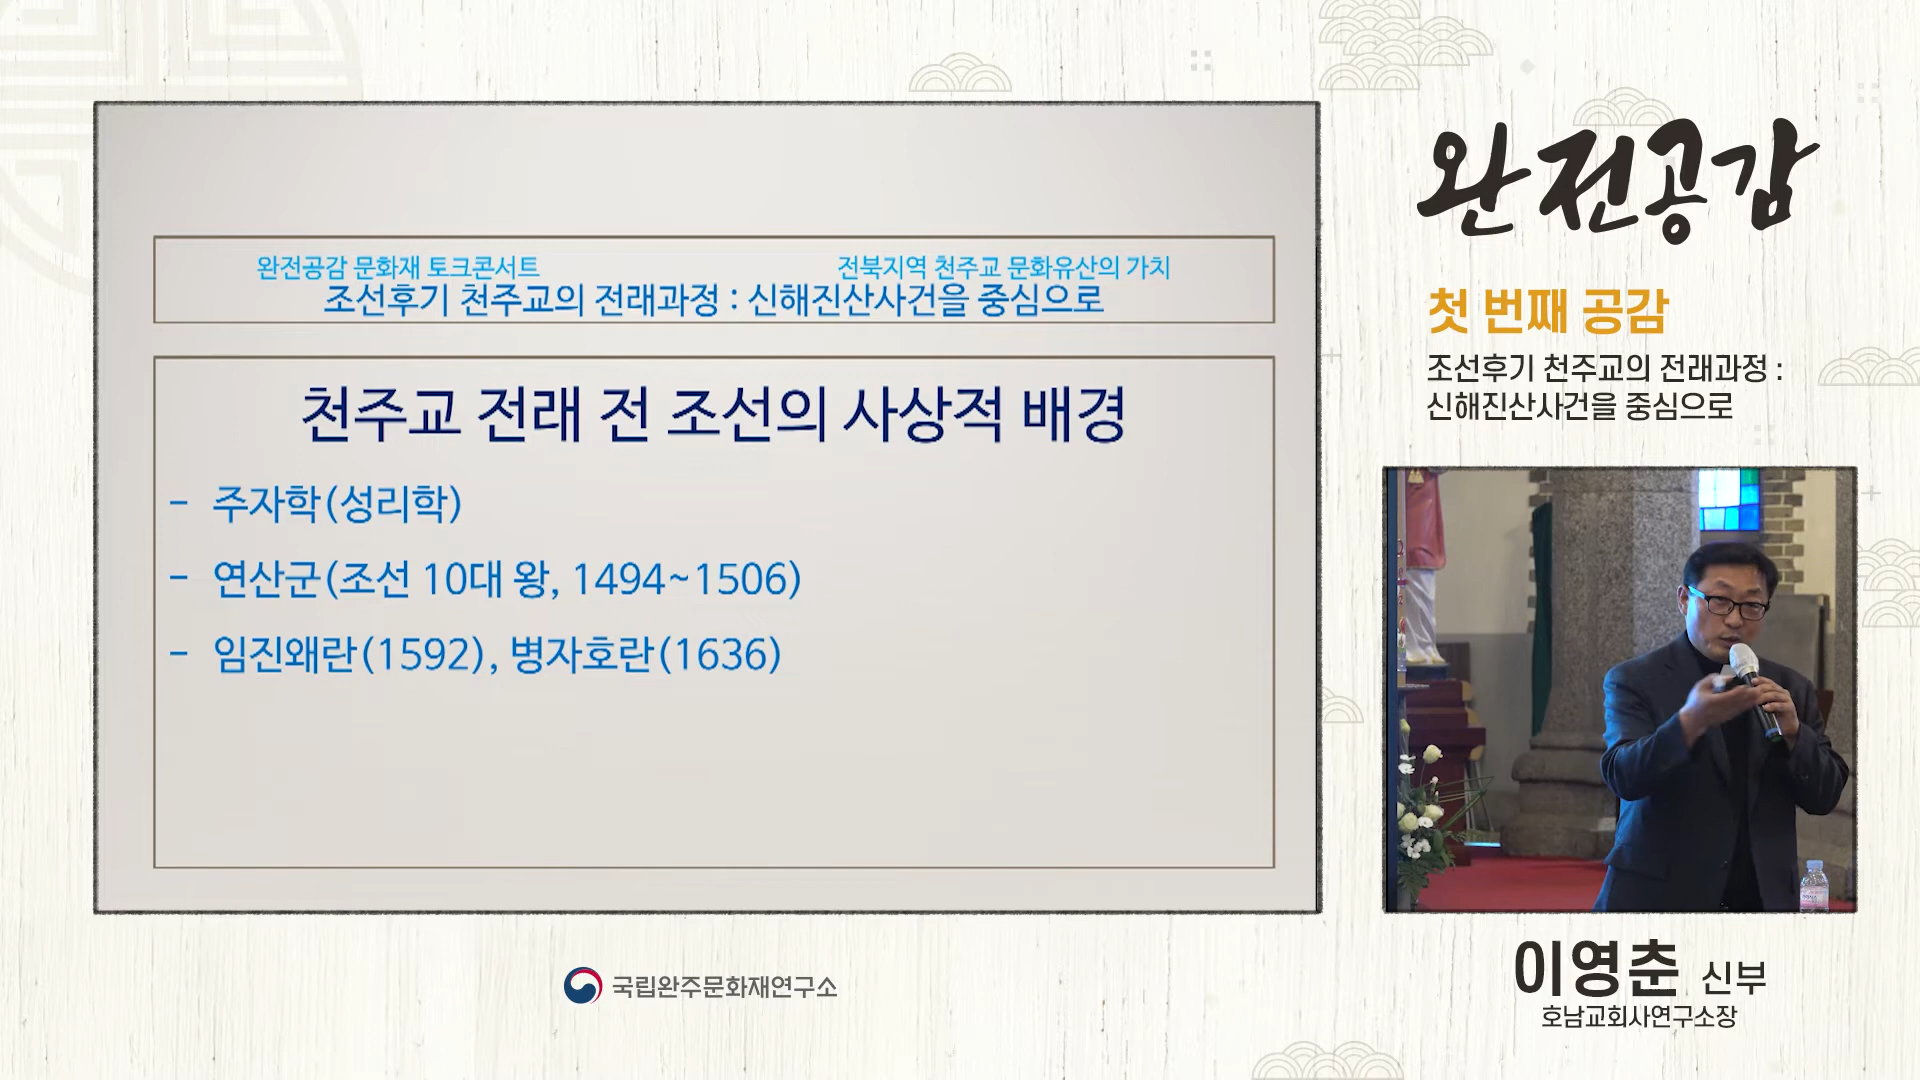 완전공감 문화재 토크콘서트 전북지역 천주교 문화유산의 가치
조선후기 천주교의 전래과정 : 신해진산사건을 중심으로
천주교 전래 전 조선의 사상적 배경
- 주자학(성리학)
- 연산군(조선 10대 왕, 1494~1506)
- 임진왜란(1592), 병자호란(1636)
완전공감
첫 번째 공감
조선후기 천주교의 전래과정 :
신해진산사건을 중심으로
이영춘 신부
호남교회사연구소장
국립완주문화재연구소